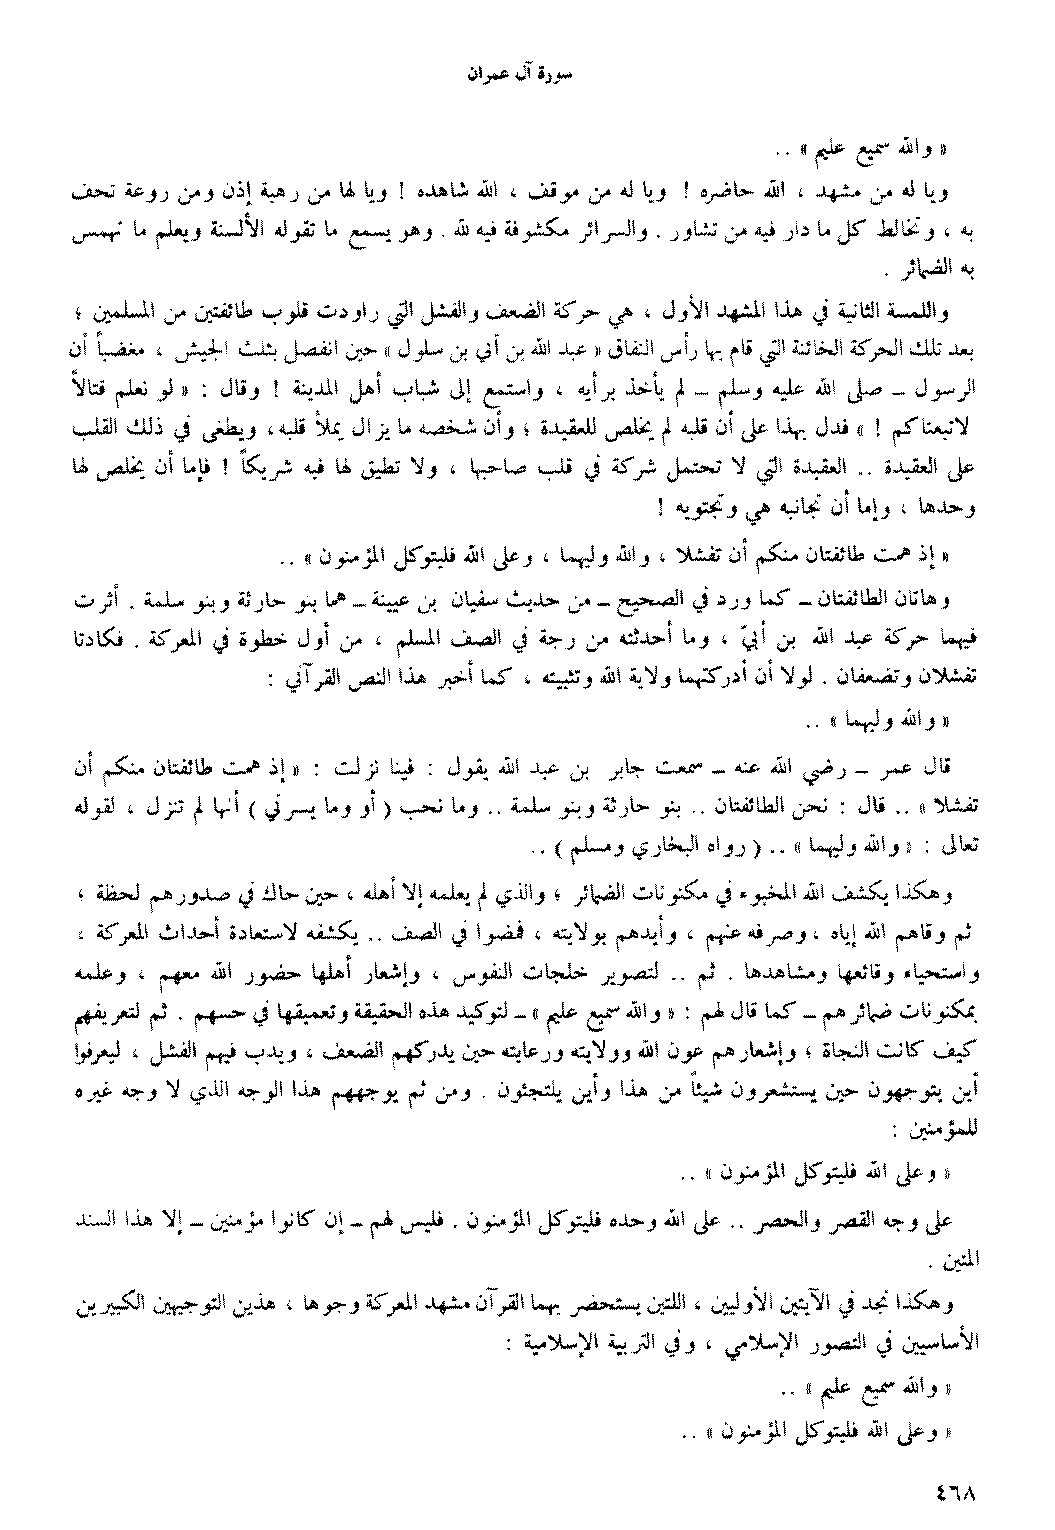 سورة آل عمران
« والله سميع عليم » ..
ويا له من مشهد ، الله حاضره ! ويا له من موقف ، الله شاهده ! ويا لها من رهبة إذن ومن روعة تحف
به ، وتخالط كل ما دار فيه من تشاور . والسرائر مكشوفة فيه لله . وهو يسمع ما تقوله الألسنة ويعلم ما تهمس
به الضمائر .
واللمسة الثانية في هذا المشهد الأول ، هي حركة الضعف والفشل التي راودت قلوب طائفتين من المسلمين ؛
بعد تلك الحركة الخائنة التي قام بها رأس النفاق « عبد الله بن أبي بن سلول » حين انفصل بثلث الجيش ، مغضباً أن
الرسول – صلى الله عليه وسلم – لم يأخذ برأيه ، واستمع إلى شباب أهل المدينة ! وقال : « لو نعلم قتالاً
لاتبعناكم ! » فدل بهذا على أن قلبه لم يخلص للعقيدة ؛ وأن شخصه ما يزال يملأ قلبه، ويطغى في ذلك القلب
على العقيدة .. العقيدة التي لا تحتمل شركة في قلب صاحبها ، ولا تطيق لها فيه شريكاً ! فإما أن يخلص لها
وحدها ، وإما أن تجانبه هي وتجتويه !
« إذ همت طائفتان منكم أن تفشلا ، والله وليهما ، وعلى الله فليتوكل المؤمنون » ..
وهاتان الطائفتان – كما ورد في الصحيح – من حديث سفيان بن عيينة – هما بنو حارثة وبنو سلمة . أثرت
فيهما حركة عبد الله بن أبيّ ، وما أحدثته من رجة في الصف المسلم ، من أول خطوة في المعركة . فكادتا
تفشلان وتضعفان . لولا أن أدركتهما ولاية الله وتثبيته ، كما أخبر هذا النص القرآني :
« والله وليهما » ..
قال عمر – رضي الله عنه – سمعت جابر بن عبد الله يقول : فينا نزلت : « إذ همت طائفتان منكم أن
تفشلا » .. قال : نحن الطائفتان .. بنو حارثة وبنو سلمة .. وما نحب ( أو وما يسرني ) أنها لم تنزل ، لقوله
تعالى : « والله وليهما » .. ( رواه البخاري ومسلم ) ..
وهكذا يكشف الله المخبوء في مكنونات الضمائر ؛ والذي لم يعلمه إلا أهله ، حين حاك في صدورهم لحظة ؛
ثم وقاهم الله إياه ، وصرفه عنهم ، وأيدهم بولايته ، فمضوا في الصف .. يكشفه لاستعادة أحداث المعركة ،
واستحياء وقائعها ومشاهدها . ثم .. لتصوير خلجات النفوس ، وإشعار أهلها حضور الله معهم ، وعلمه
بمكنونات ضمائرهم – كما قال لهم : « والله سميع عليم » – لتوكيد هذه الحقيقة وتعميقها في حسهم . ثم لتعريفهم
كيف كانت النجاة ؛ وإشعارهم عون الله وولايته ورعايته حين يدركهم الضعف ، ويدب فيهم الفشل ، ليعرفوا
أين يتوجهون حين يستشعرون شيئاً من هذا وأين يلتجئون . ومن ثم يوجههم هذا الوجه الذي لا وجه غيره
للمؤمنين :
« وعلى الله فليتوكل المؤمنون » ..
على وجه القصر والحصر .. على الله وحده فليتوكل المؤمنون . فليس لهم – إن كانوا مؤمنين – إلا هذا السند
المتين .
وهكذا نجد في الآيتين الأوليين ، اللتين يستحضر بهما القرآن مشهد المعركة وجوها ، هذين التوجيهين الكبيرين
الأساسيين في التصور الإسلامي ، وفي التربية الإسلامية :
« والله سميع عليم » ..
« وعلى الله فليتوكل المؤمنون » ..
٤٦٨